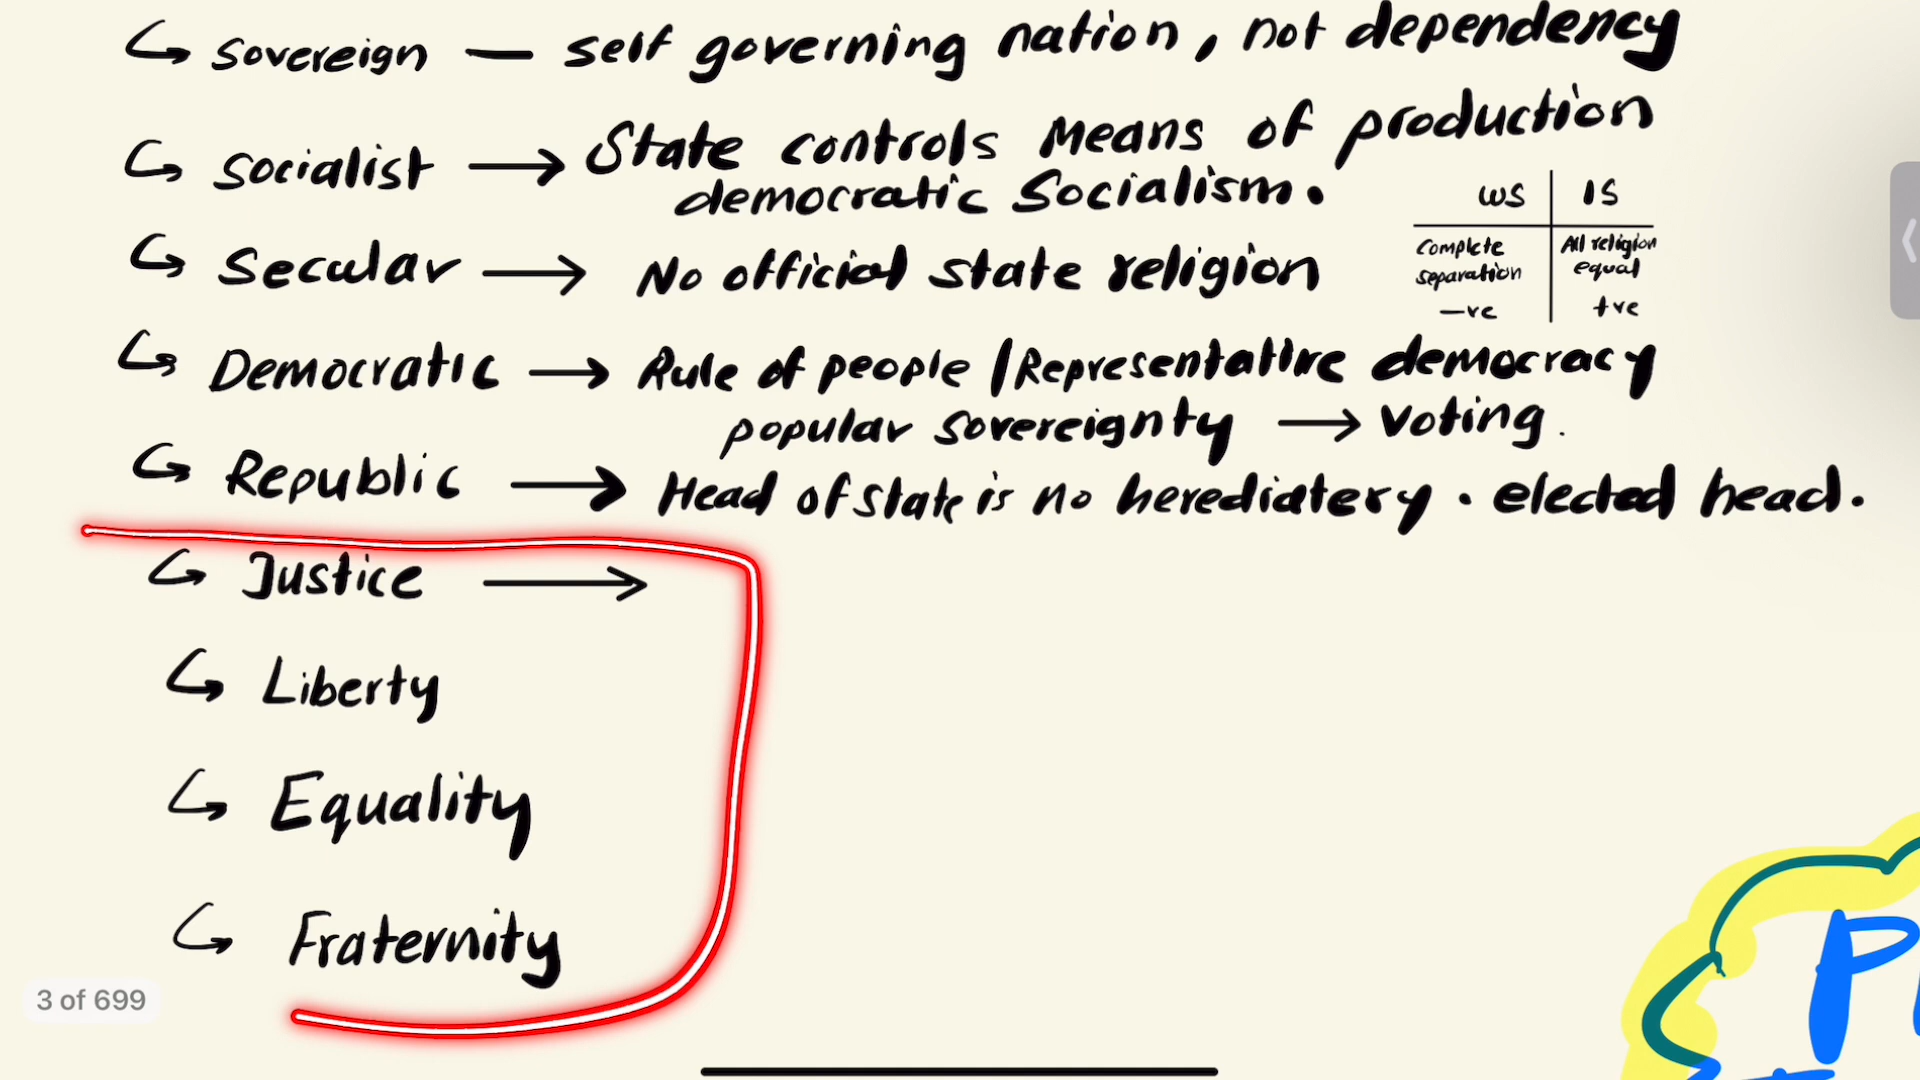 ↳ Sovereign — self governing nation, not dependency
↳ Socialist → State controls Means of production
democratic Socialism.
WS | IS
↳ Secular → No official state religion
Complete separation -ve | All religion equal +ve
↳ Democratic → Rule of people / Representative democracy
popular sovereignty → voting.
↳ Republic → Head of state is no herediatery . elected head.
↳ Justice →
↳ Liberty
↳ Equality
↳ Fraternity
3 of 699